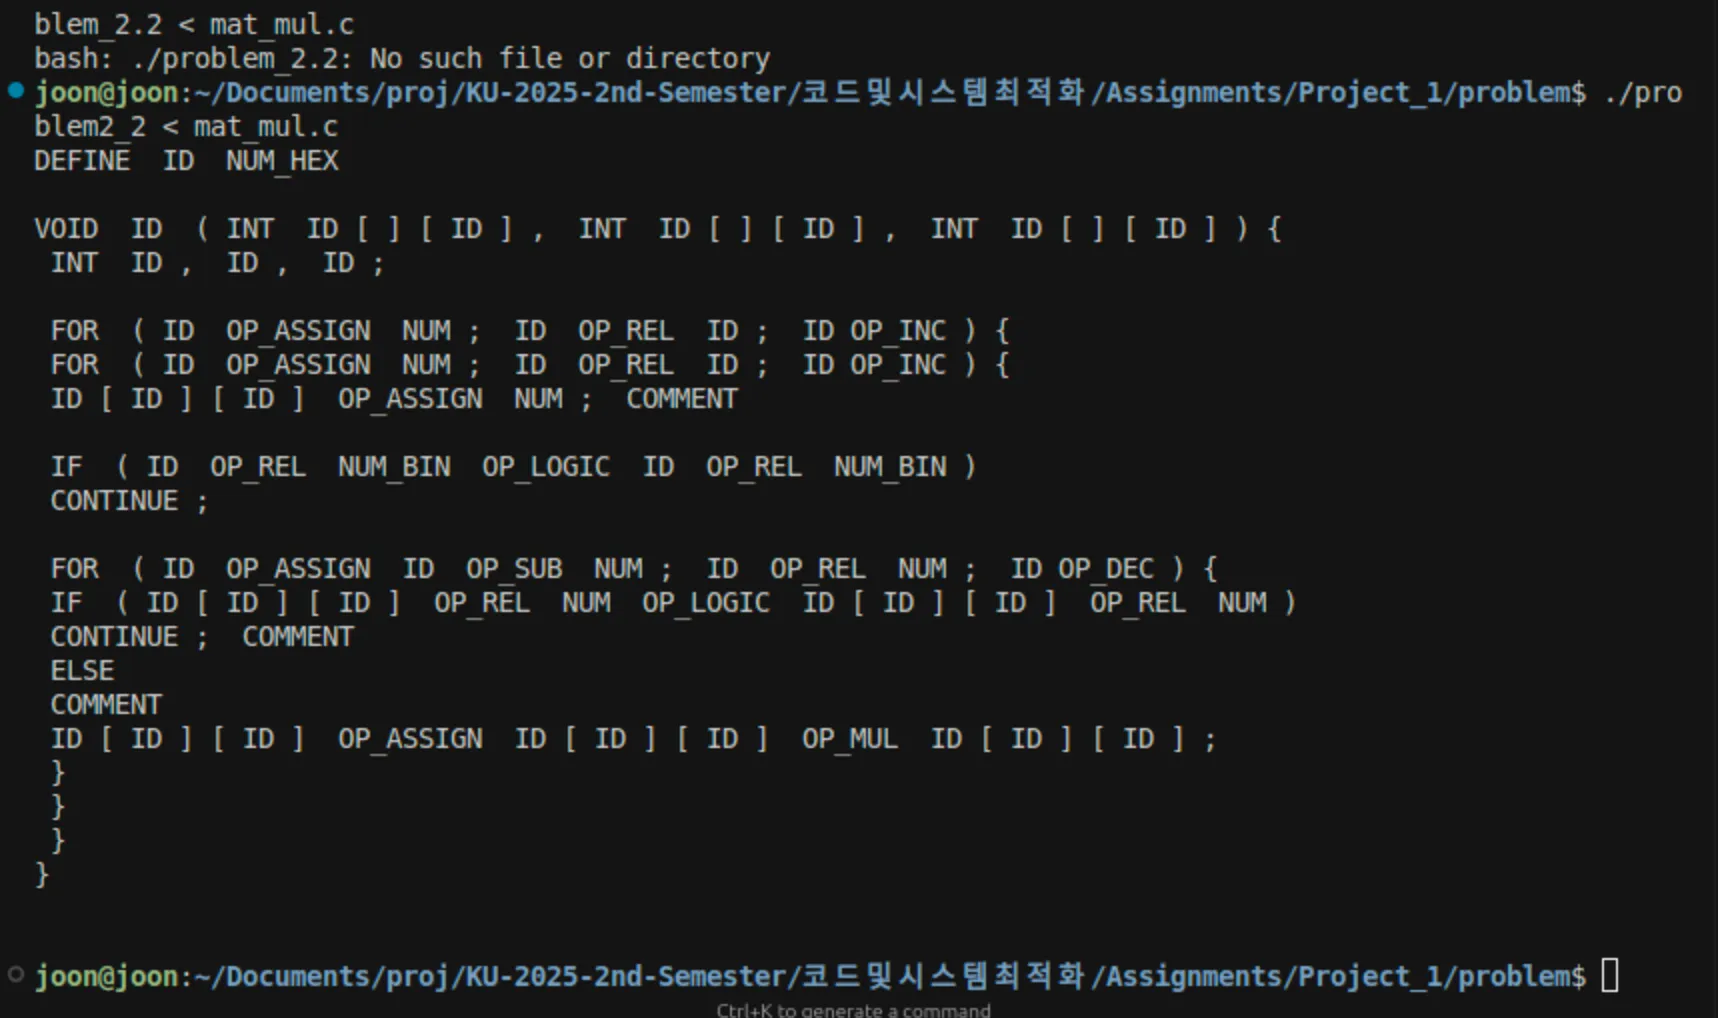 blem_2.2 < mat_mul.c
bash: ./problem_2.2: No such file or directory
joon@joon:~/Documents/proj/KU-2025-2nd-Semester/코드및시스템최적화/Assignments/Project_1/problem$ ./pro
blem2_2 < mat_mul.c
DEFINE  ID  NUM_HEX

VOID  ID  ( INT  ID [ ] [ ID ] ,  INT  ID [ ] [ ID ] ,  INT  ID [ ] [ ID ] ) {
 INT  ID ,  ID ,  ID ;

 FOR  ( ID  OP_ASSIGN  NUM ;  ID  OP_REL  ID ;  ID OP_INC ) {
 FOR  ( ID  OP_ASSIGN  NUM ;  ID  OP_REL  ID ;  ID OP_INC ) {
 ID [ ID ] [ ID ]  OP_ASSIGN  NUM ;  COMMENT

 IF  ( ID  OP_REL  NUM_BIN  OP_LOGIC  ID  OP_REL  NUM_BIN )
 CONTINUE ;

 FOR  ( ID  OP_ASSIGN  ID  OP_SUB  NUM ;  ID  OP_REL  NUM ;  ID OP_DEC ) {
 IF  ( ID [ ID ] [ ID ]  OP_REL  NUM  OP_LOGIC  ID [ ID ] [ ID ]  OP_REL  NUM )
 CONTINUE ;  COMMENT
 ELSE
 COMMENT
 ID [ ID ] [ ID ]  OP_ASSIGN  ID [ ID ] [ ID ]  OP_MUL  ID [ ID ] [ ID ] ;
 }
 }
 }
}

joon@joon:~/Documents/proj/KU-2025-2nd-Semester/코드및시스템최적화/Assignments/Project_1/problem$
Ctrl+K to generate a command